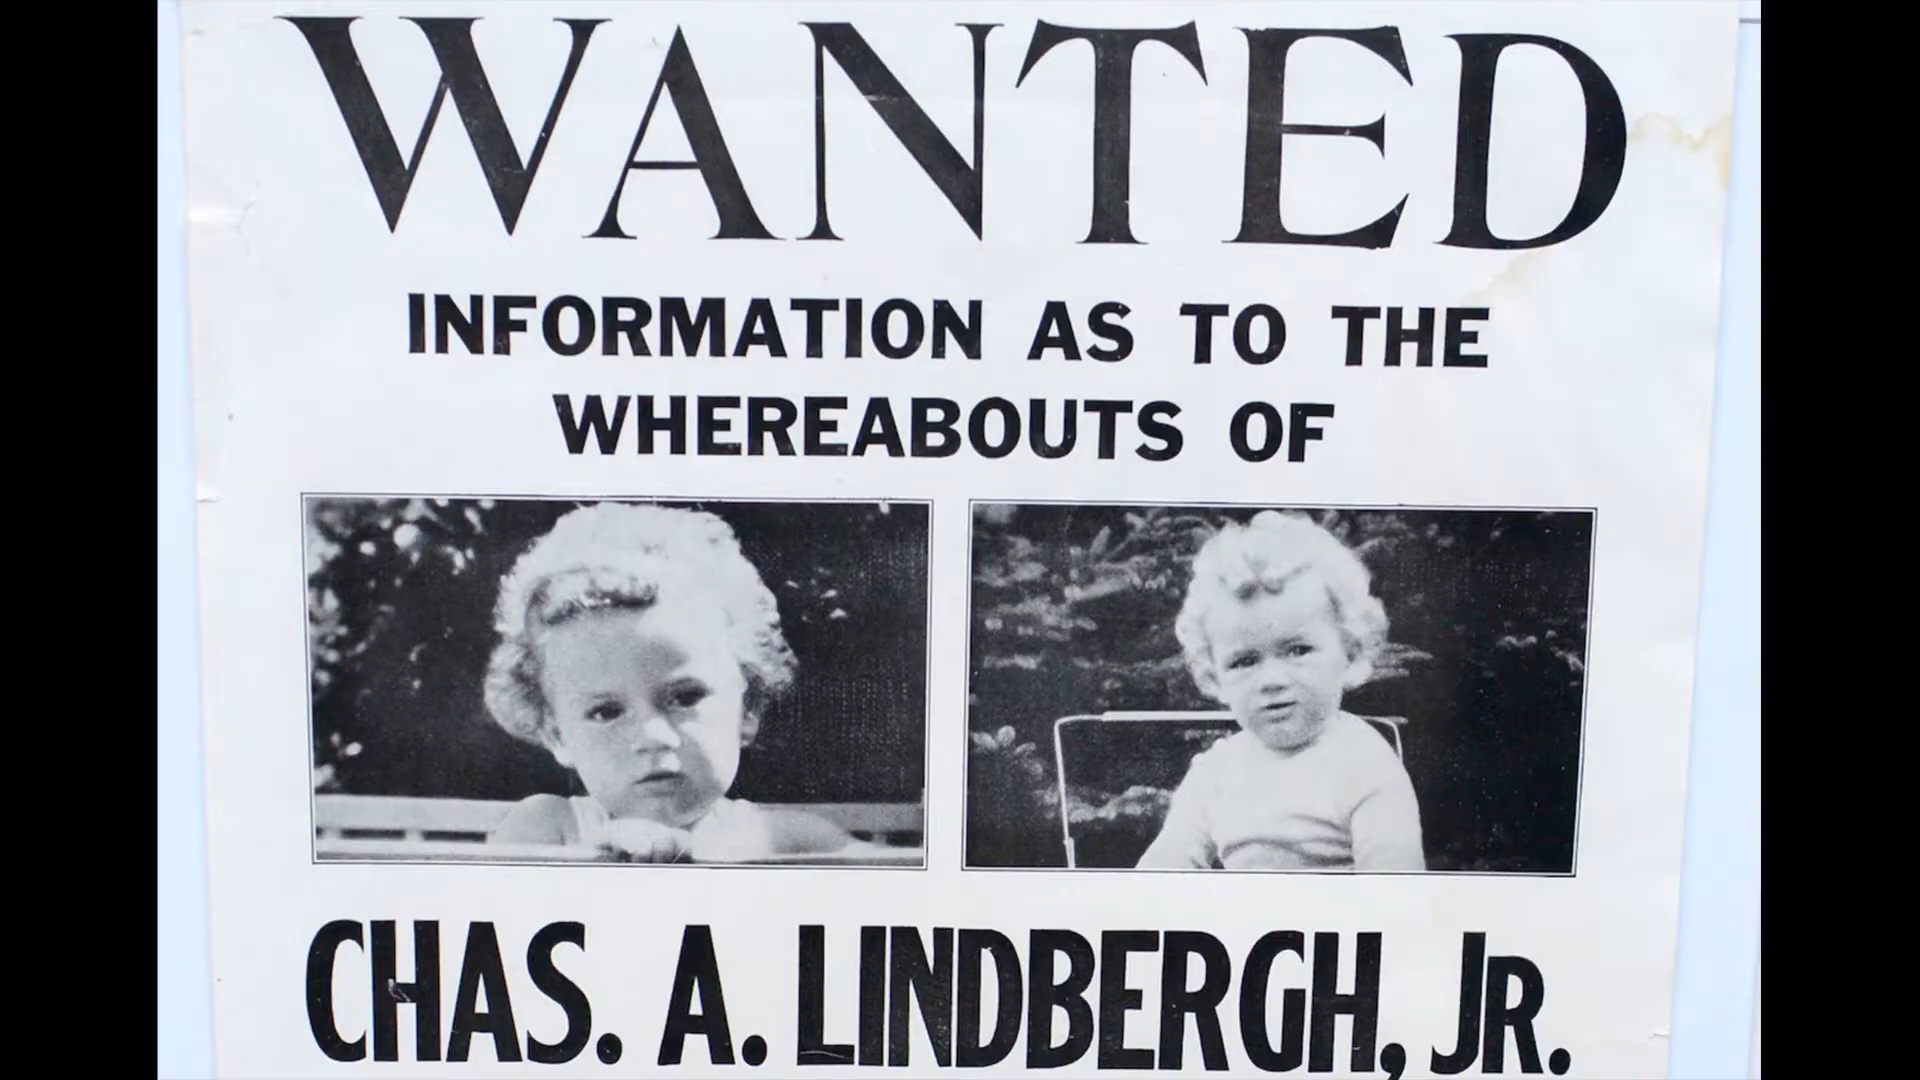 WANTED
INFORMATION AS TO THE
WHEREABOUTS OF
CHAS. A. LINDBERGH, JR.